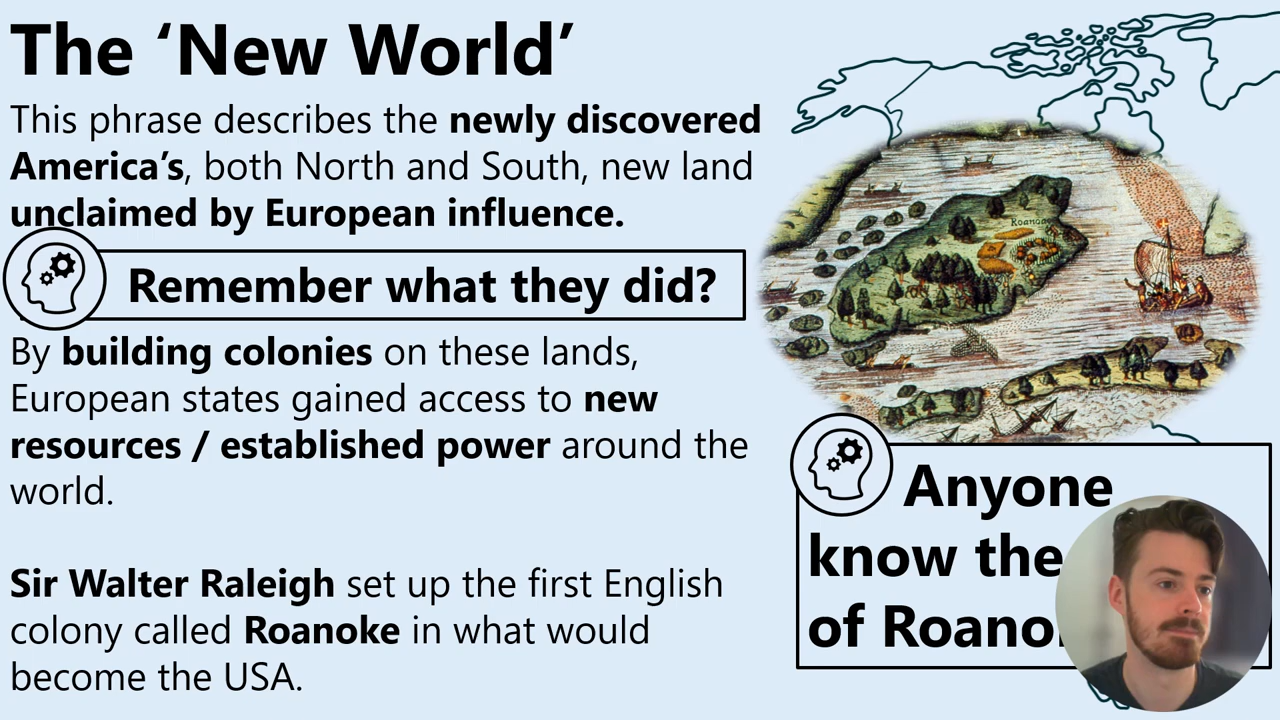 The ‘New World’
This phrase describes the newly discovered
America’s, both North and South, new land
unclaimed by European influence.
Remember what they did?
By building colonies on these lands,
European states gained access to new
resources / established power around the
world.
Sir Walter Raleigh set up the first English
colony called Roanoke in what would
become the USA.
Roanoac
Anyone
know the
of